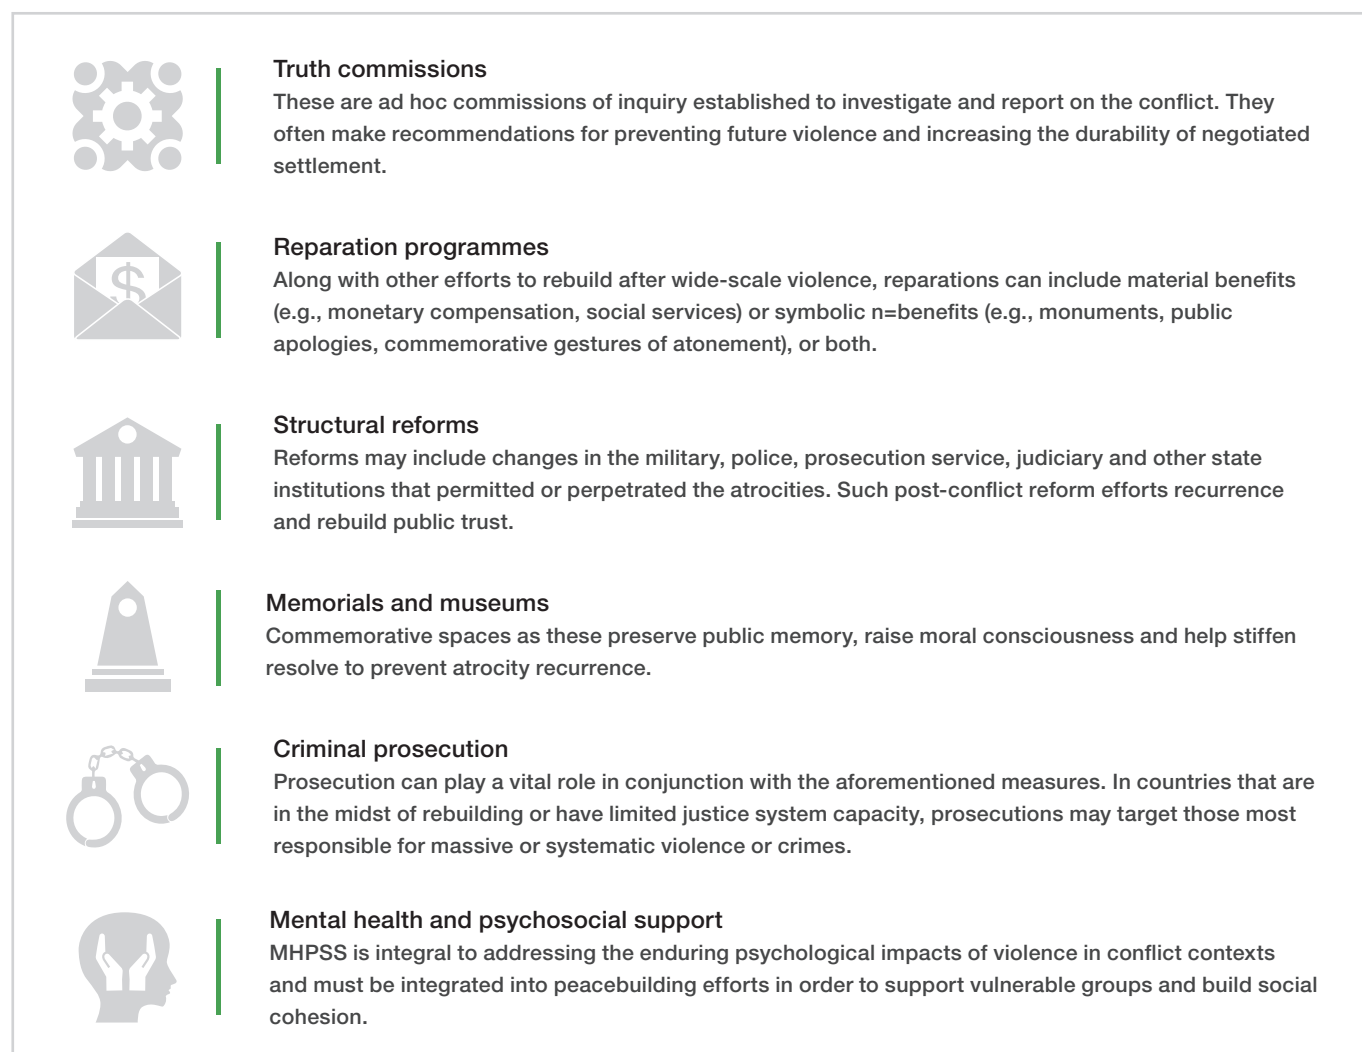 Truth commissions
These are ad hoc commissions of inquiry established to investigate and report on the conflict. They
often make recommendations for preventing future violence and increasing the durability of negotiated
settlement.
$
Reparation programmes
Along with other efforts to rebuild after wide-scale violence, reparations can include material benefits
(e.g., monetary compensation, social services) or symbolic n=benefits (e.g., monuments, public
apologies, commemorative gestures of atonement), or both.
Structural reforms
Reforms may include changes in the military, police, prosecution service, judiciary and other state
institutions that permitted or perpetrated the atrocities. Such post-conflict reform efforts recurrence
and rebuild public trust.
Memorials and museums
Commemorative spaces as these preserve public memory, raise moral consciousness and help stiffen
resolve to prevent atrocity recurrence.
Criminal prosecution
Prosecution can play a vital role in conjunction with the aforementioned measures. In countries that are
in the midst of rebuilding or have limited justice system capacity, prosecutions may target those most
responsible for massive or systematic violence or crimes.
Mental health and psychosocial support
MHPSS is integral to addressing the enduring psychological impacts of violence in conflict contexts
and must be integrated into peacebuilding efforts in order to support vulnerable groups and build social
cohesion.